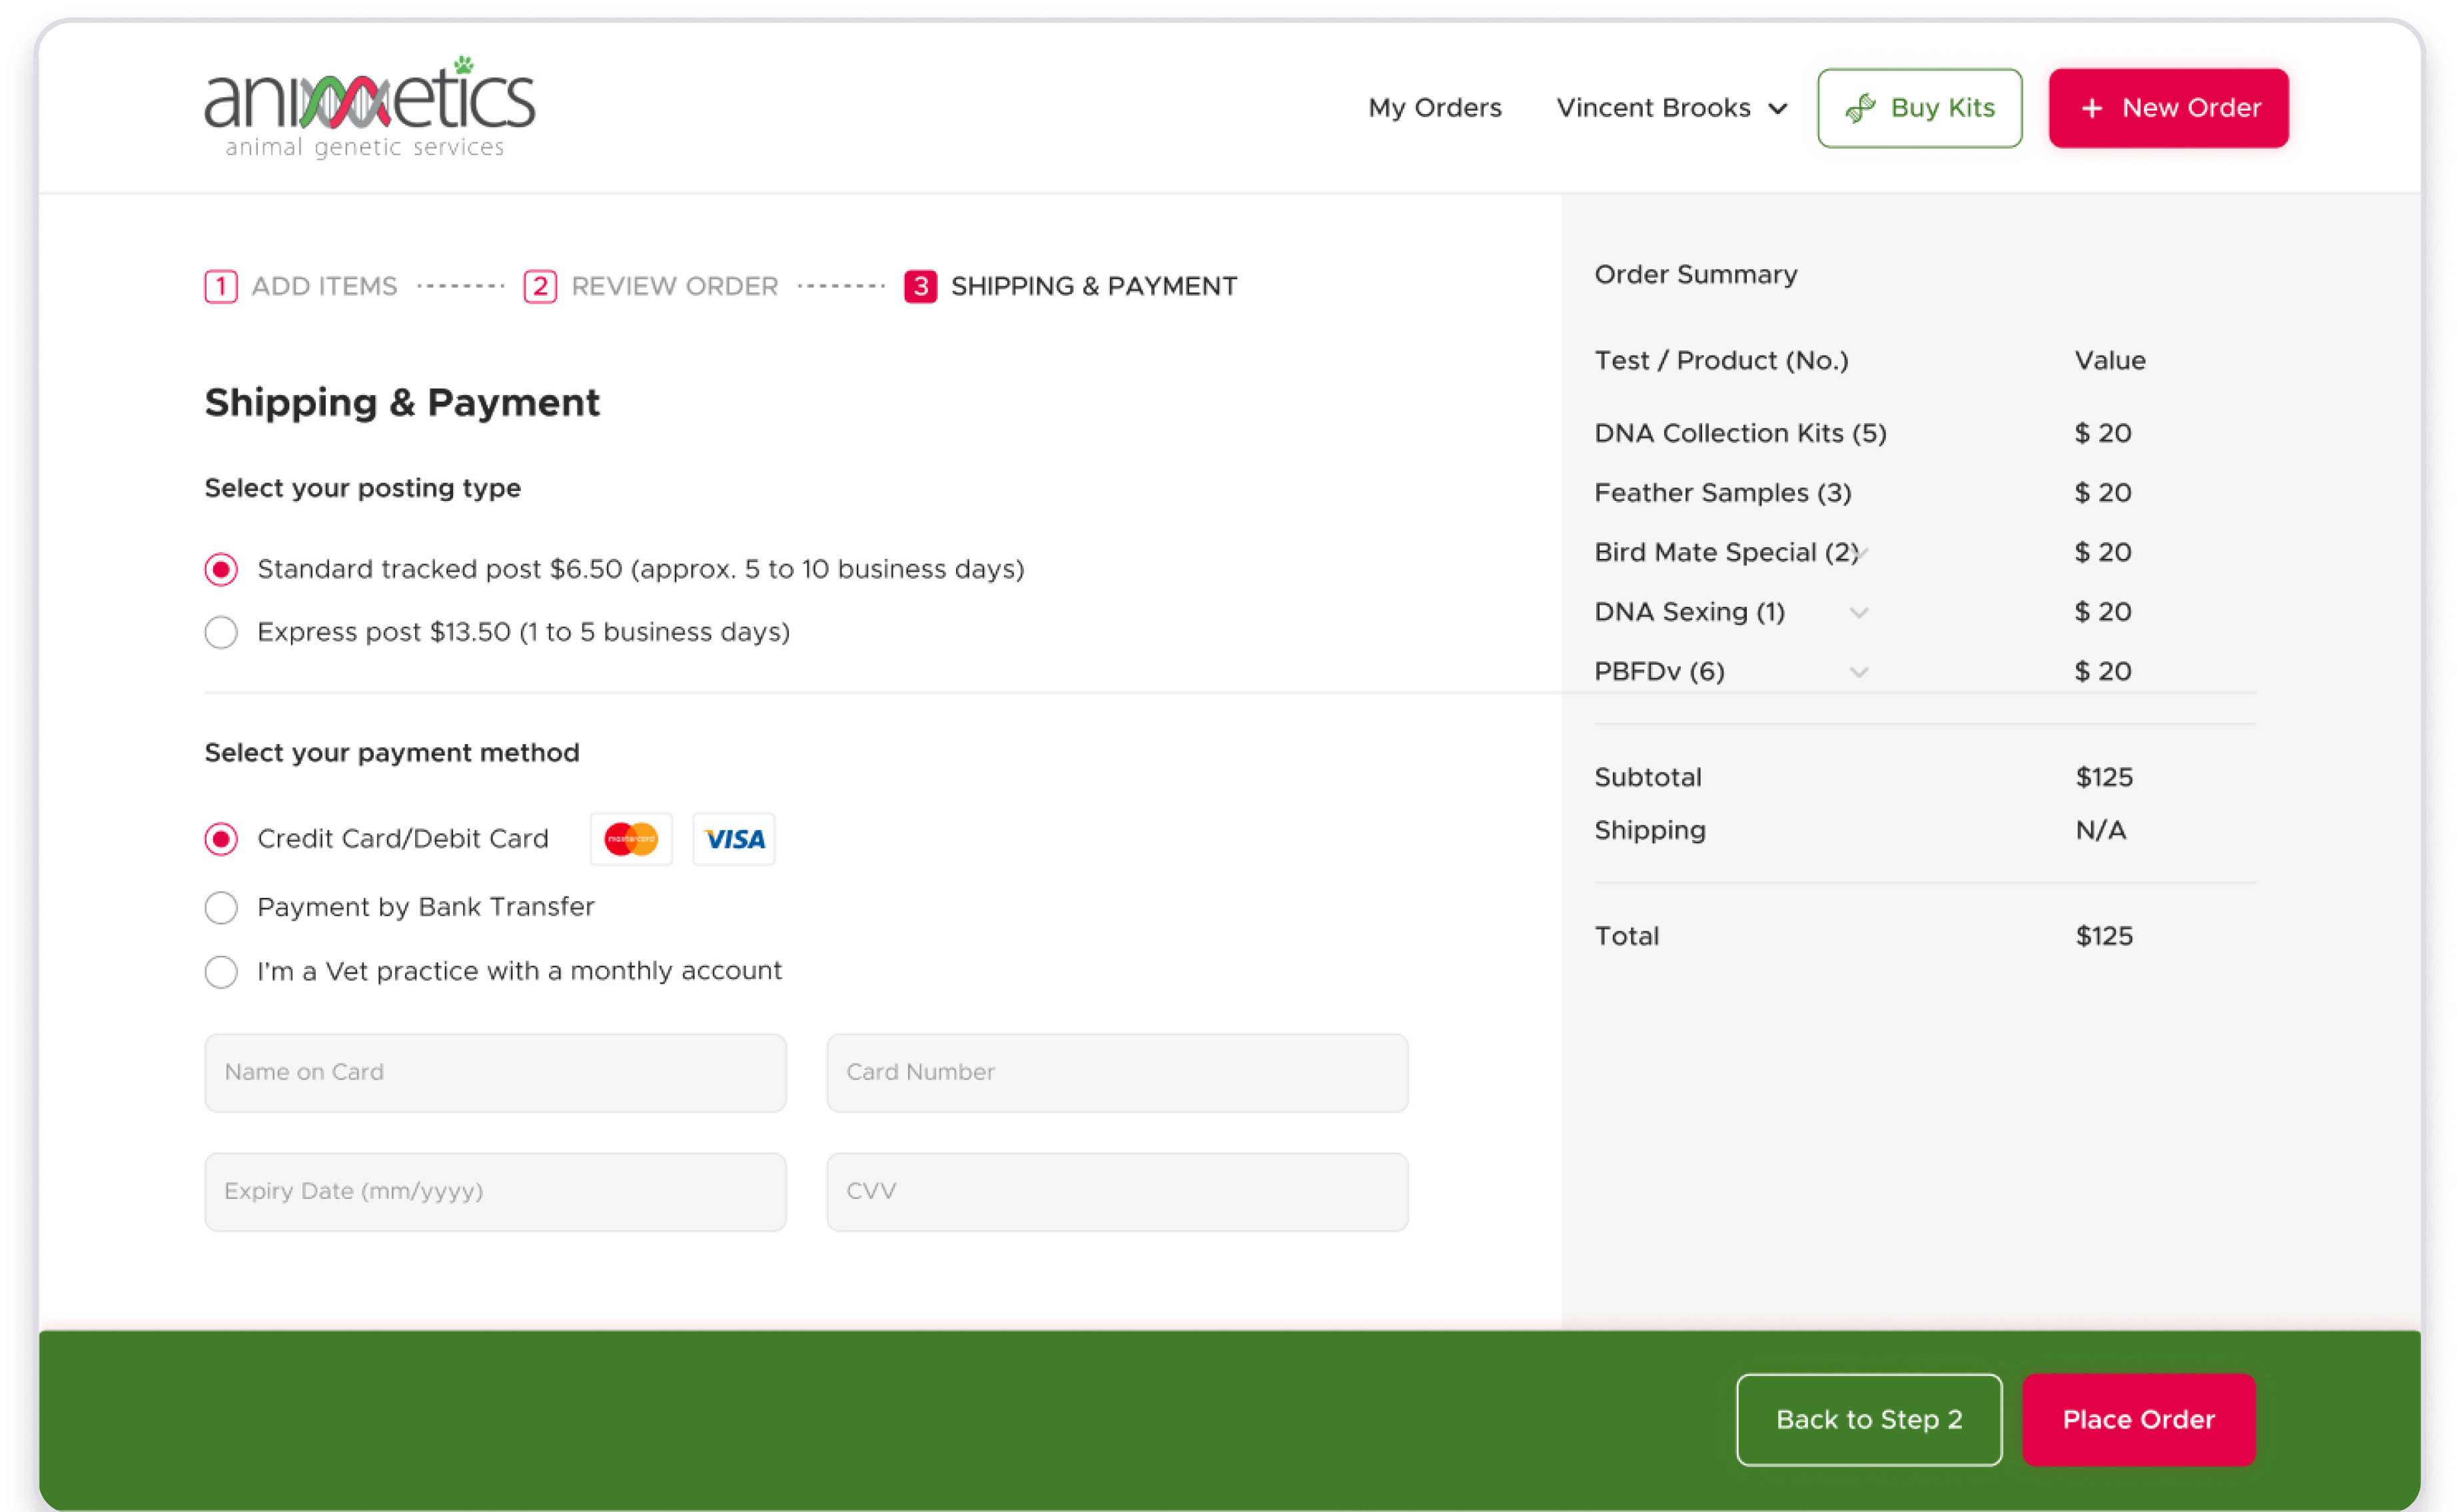 animetics
animal genetic services
My Orders
Vincent Brooks
Buy Kits
+ New Order
1 ADD ITEMS
2 REVIEW ORDER
3 SHIPPING & PAYMENT
Shipping & Payment
Select your posting type
Standard tracked post $6.50 (approx. 5 to 10 business days)
Express post $13.50 (1 to 5 business days)
Select your payment method
Credit Card/Debit Card
mastercard
VISA
Payment by Bank Transfer
I'm a Vet practice with a monthly account
Name on Card
Card Number
Expiry Date (mm/yyyy)
CVV
Order Summary
Test / Product (No.) Value
DNA Collection Kits (5) $ 20
Feather Samples (3) $ 20
Bird Mate Special (2) $ 20
DNA Sexing (1) $ 20
PBFDv (6) $ 20
Subtotal $125
Shipping N/A
Total $125
Back to Step 2
Place Order